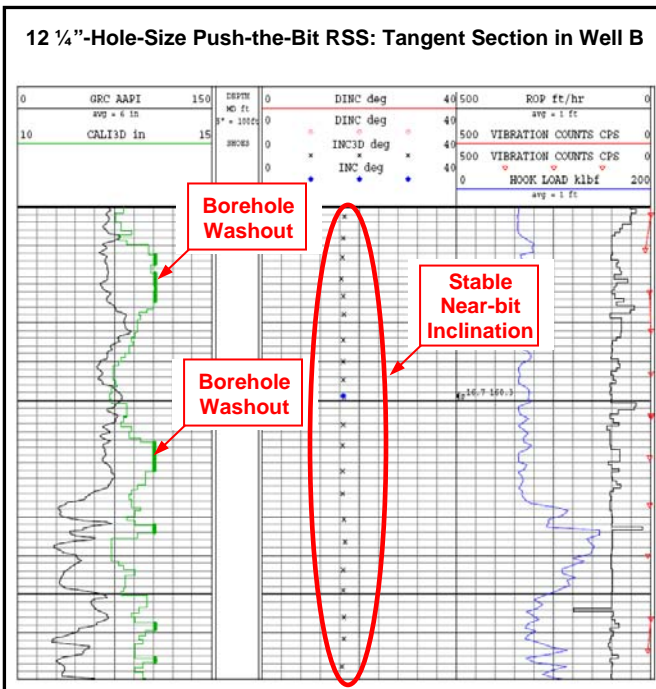 12 ¼”-Hole-Size Push-the-Bit RSS: Tangent Section in Well B
0 GRC AAPI 150
avg = 6 in
10 CALI3D in 15
DEPTH
MD ft
5" = 100ft
SHOES
0 DINC deg 40
0 DINC deg 40
0 INC3D deg 40
0 INC deg 40
500 ROP ft/hr 0
avg = 1 ft
500 VIBRATION COUNTS CPS 0
500 VIBRATION COUNTS CPS 0
0 HOOK LOAD klbf 200
avg = 1 ft
Borehole
Washout
Stable
Near-bit
Inclination
Borehole
Washout
16.7 160.3